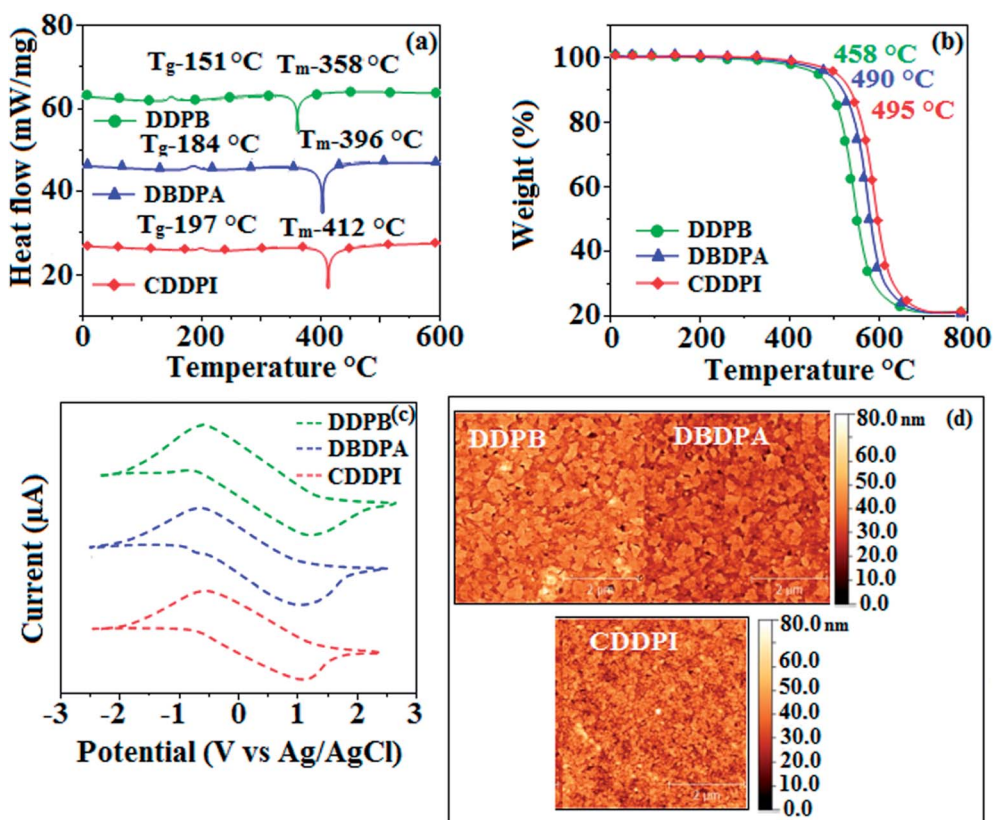 (a)
80
60
40
20
Heat flow (mW/mg)
Tg-151 °C
Tm-358 °C
DDPB
Tg-184 °C
Tm-396 °C
DBDPA
Tg-197 °C
Tm-412 °C
CDDPI
0
200
400
600
Temperature °C
(b)
100
80
60
40
20
Weight (%)
458 °C
490 °C
495 °C
DDPB
DBDPA
CDDPI
0
200
400
600
800
Temperature °C
(c)
DDPB
DBDPA
CDDPI
Current (µA)
-3
-2
-1
0
1
2
3
Potential (V vs Ag/AgCl)
(d)
DDPB
DBDPA
2 µm
2 µm
80.0 nm
60.0
50.0
40.0
30.0
20.0
10.0
0.0
CDDPI
2 µm
80.0 nm
60.0
50.0
40.0
30.0
20.0
10.0
0.0